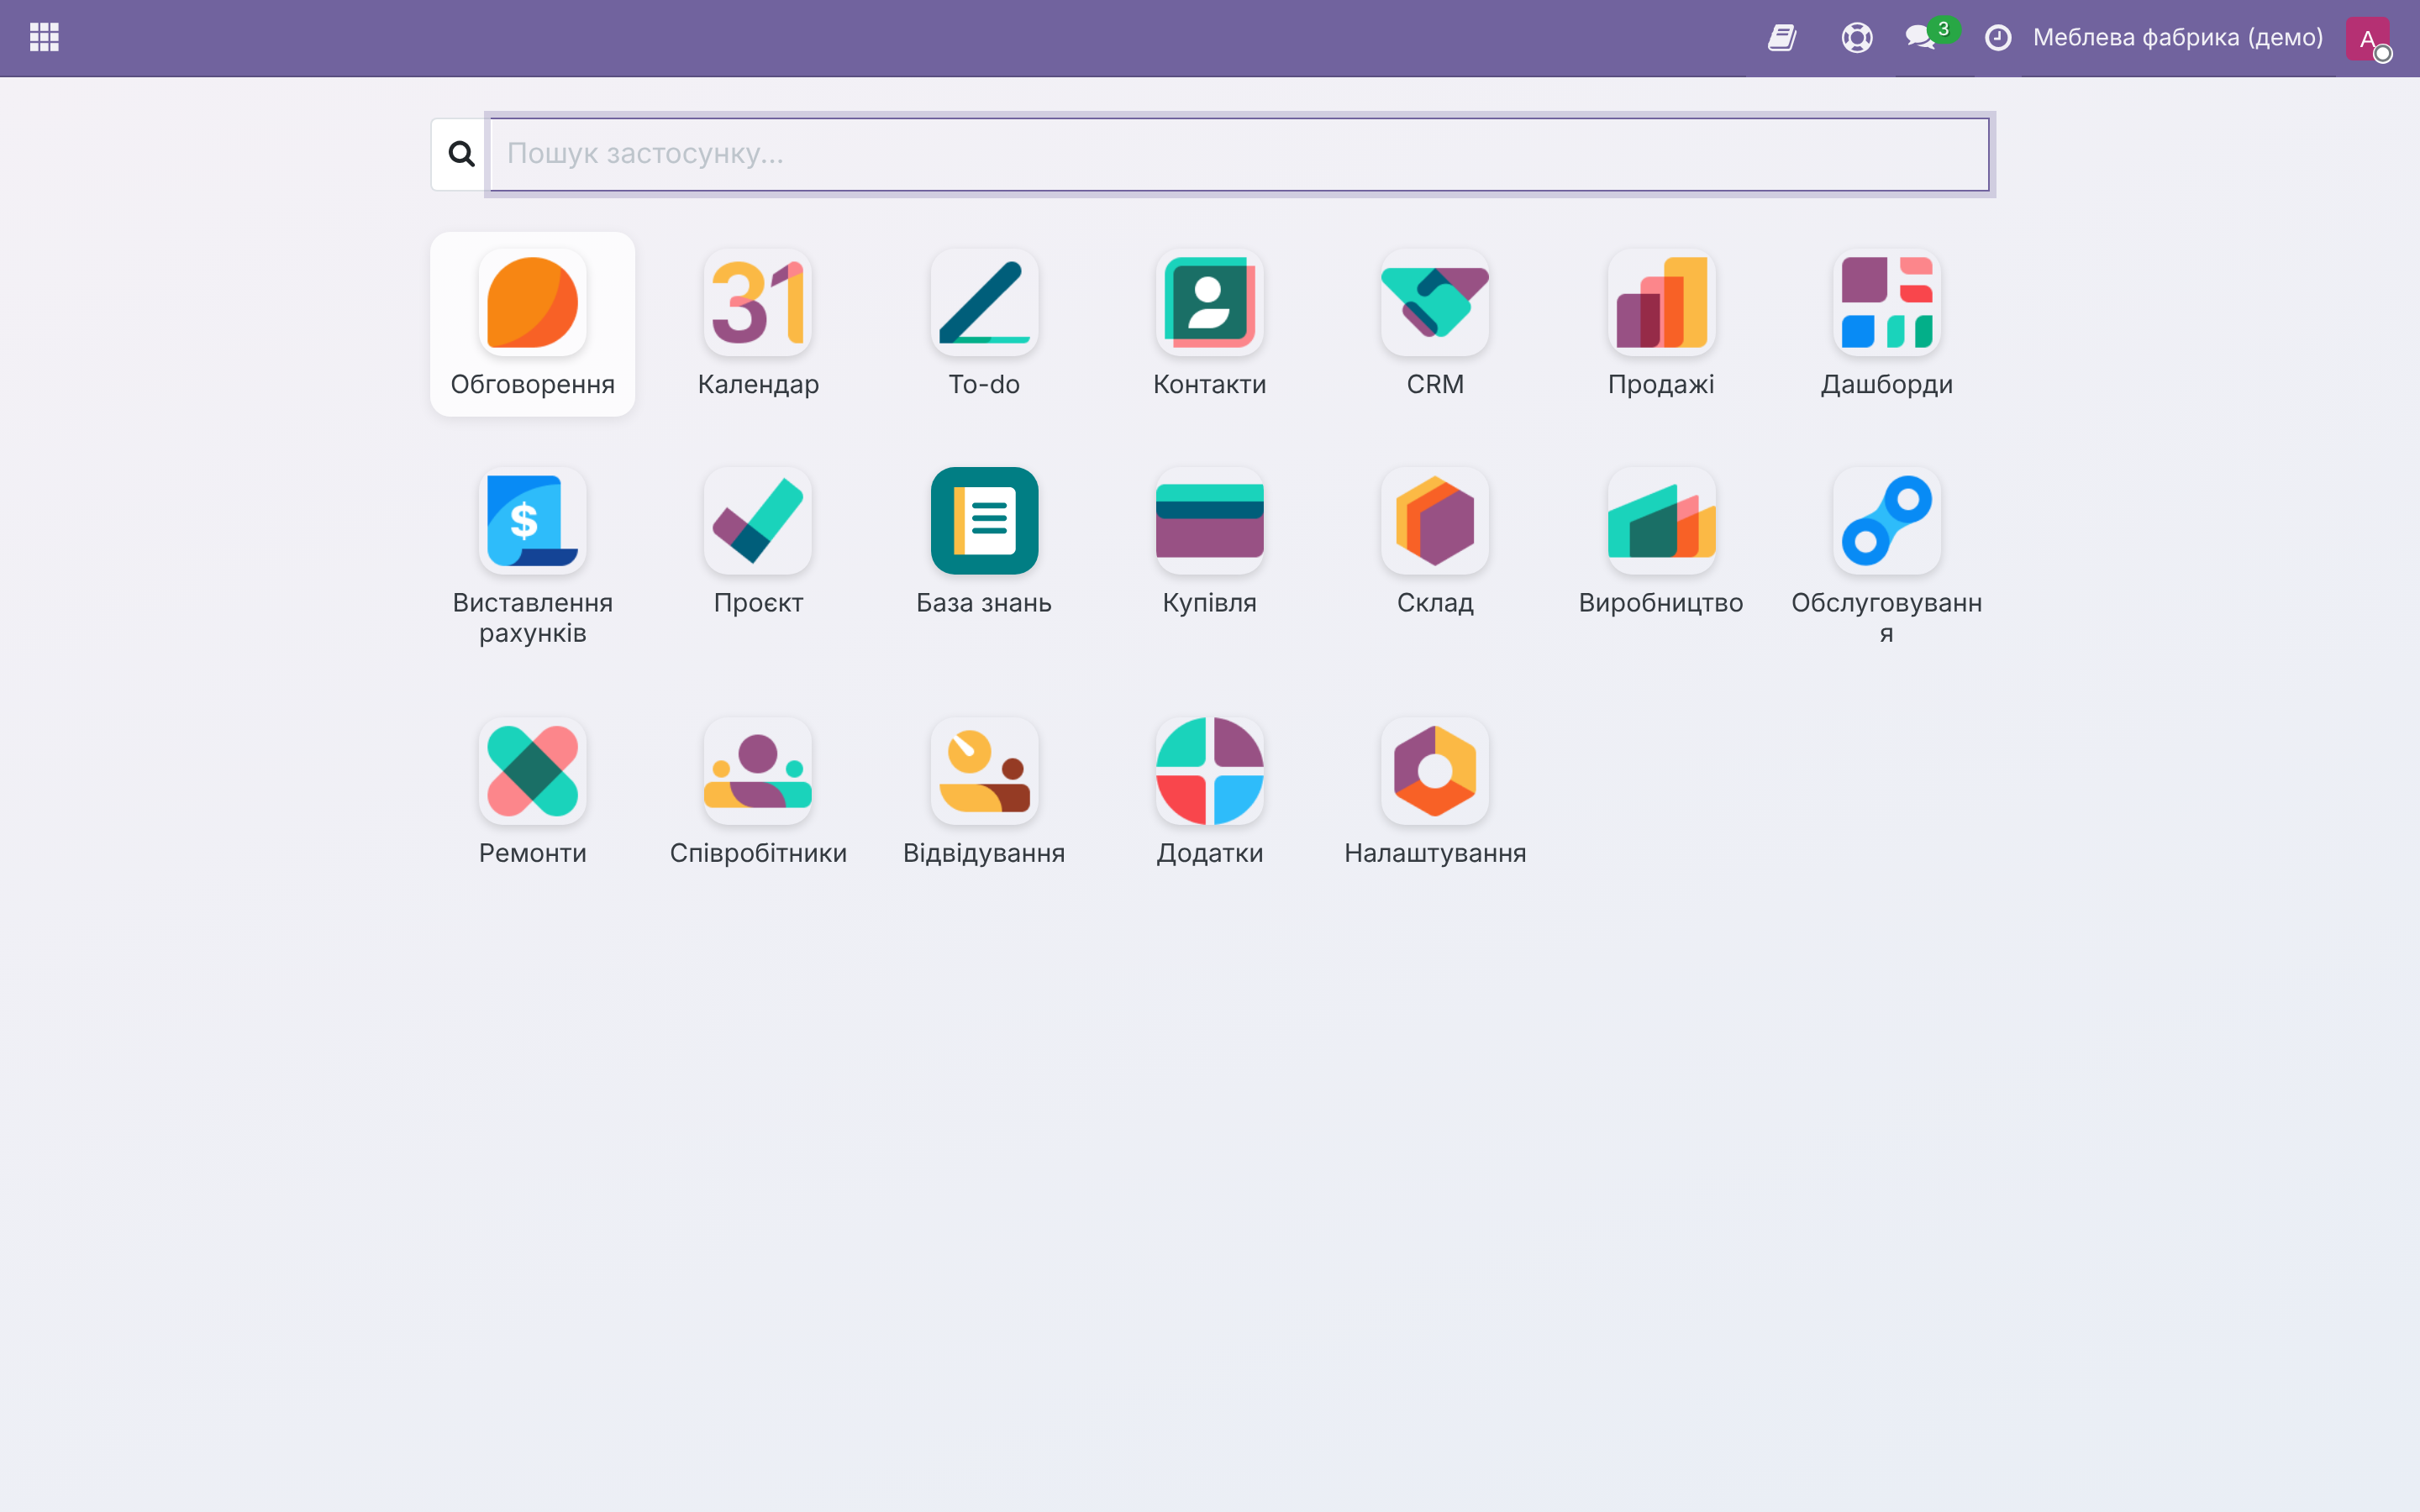 3
Меблева фабрика (демо)
A
Пошук застосунку...
31
Обговорення
Календар
To-do
Контакти
CRM
Продажі
Дашборди
$
Виставлення
рахунків
Проєкт
База знань
Купівля
Склад
Виробництво
Обслуговуванн
я
Ремонти
Співробітники
Відвідування
Додатки
Налаштування